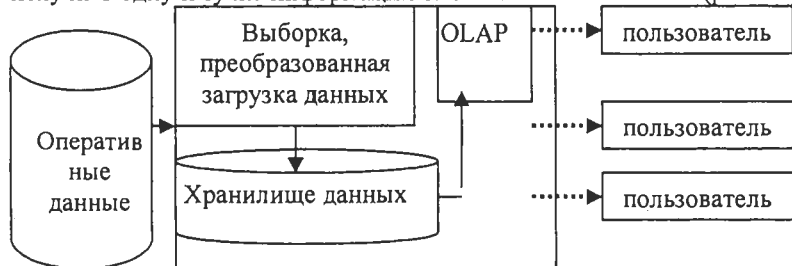 Выборка,
преобразованная
загрузка данных
OLAP
пользователь
Оператив
ные
данные
пользователь
Хранилище данных
пользователь